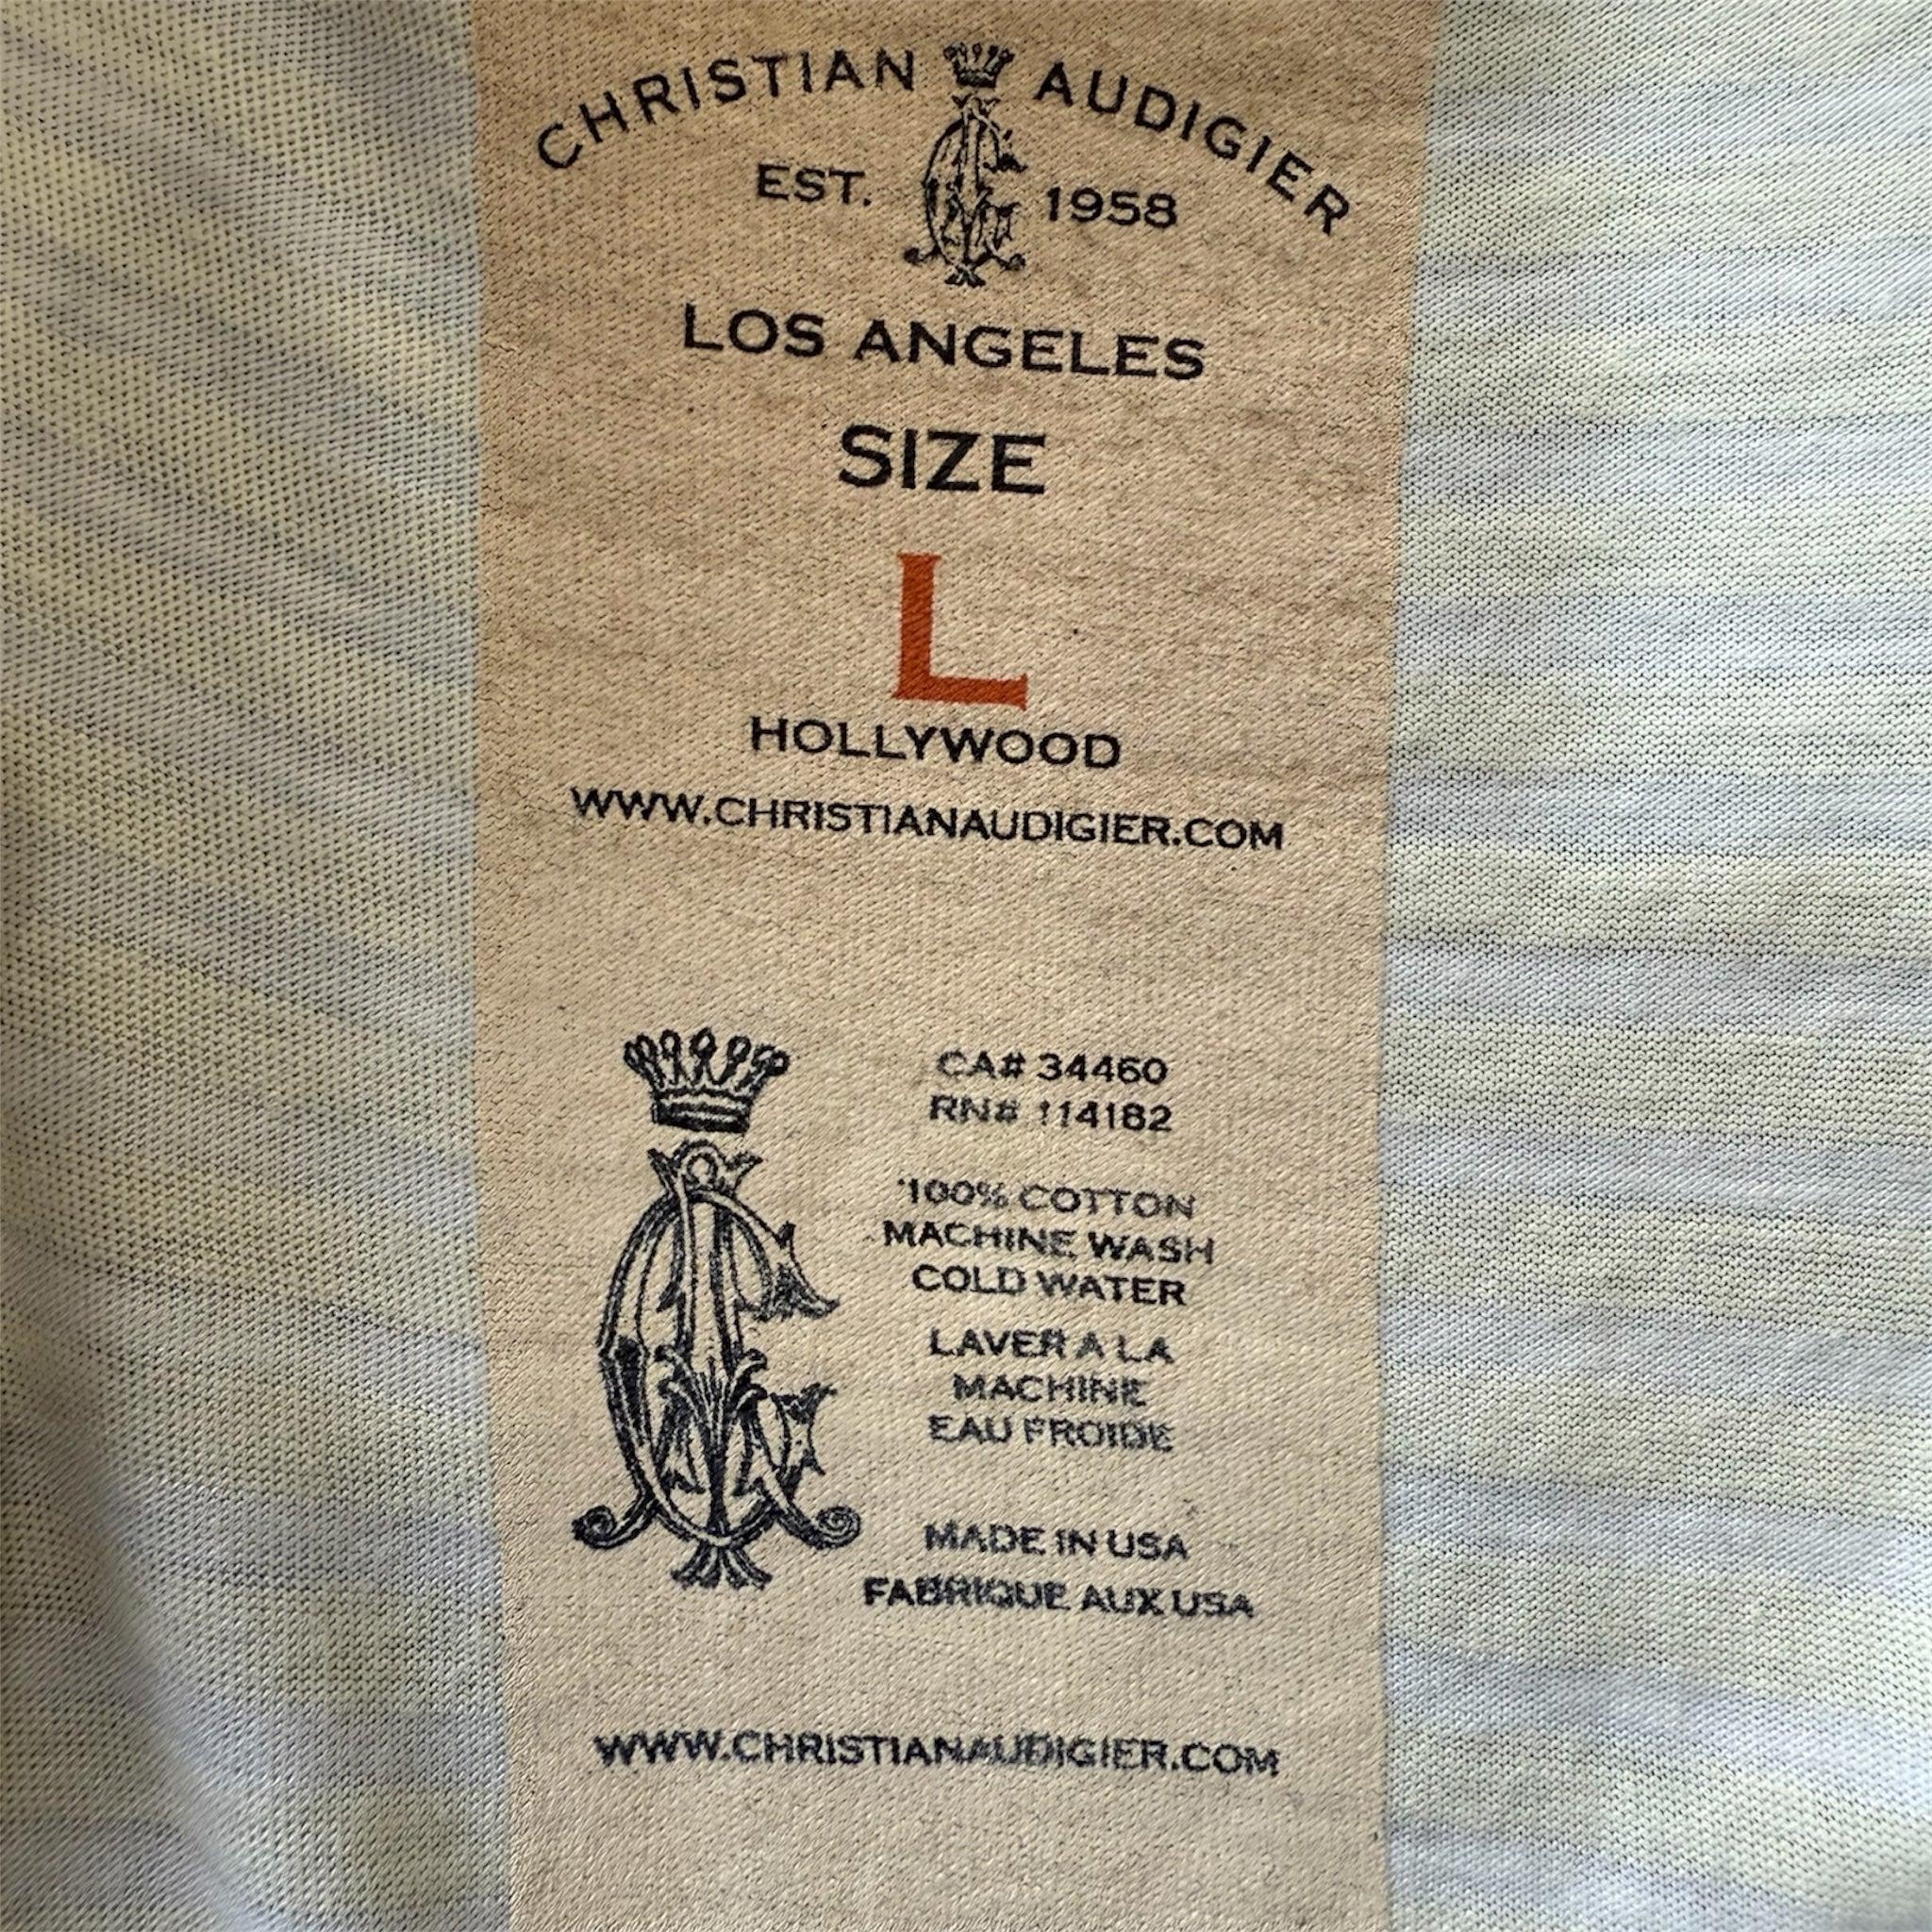 CHRISTIAN AUDIGIER
EST. 1958
LOS ANGELES
SIZE
L
HOLLYWOOD
WWW.CHRISTIANAUDIGIER.COM
CA# 34460
RN# 114182
100% COTTON
MACHINE WASH
COLD WATER
LAVER A LA
MACHINE
EAU FROIDE
MADE IN USA
FABRIQUE AUX USA
WWW.CHRISTIANAUDIGIER.COM